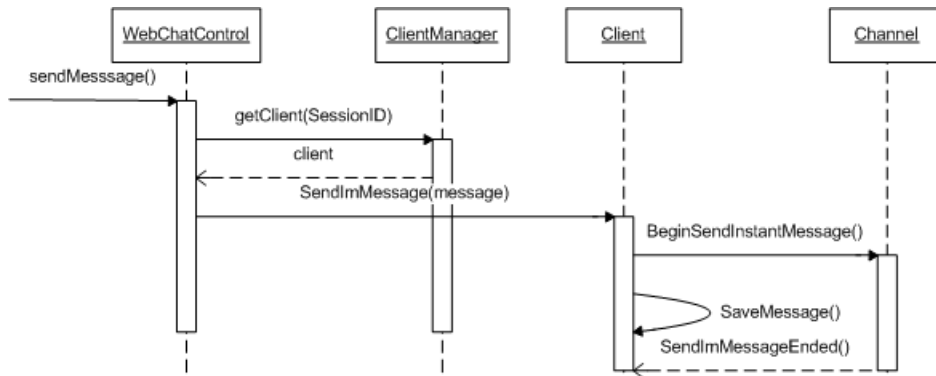 WebChatControl
ClientManager
Client
Channel
sendMesssage()
getClient(SessionID)
client
SendImMessage(message)
BeginSendInstantMessage()
SaveMessage()
SendImMessageEnded()